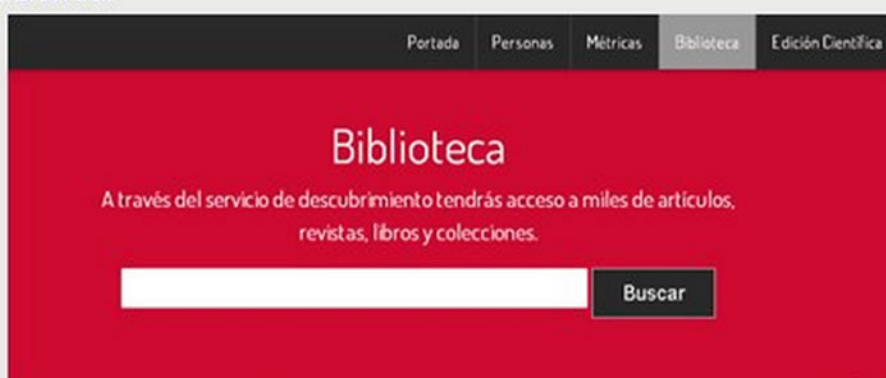 Portada Personas Métricas Biblioteca Edición Científica
Biblioteca
A través del servicio de descubrimiento tendrás acceso a miles de artículos,
revistas, libros y colecciones.
Buscar